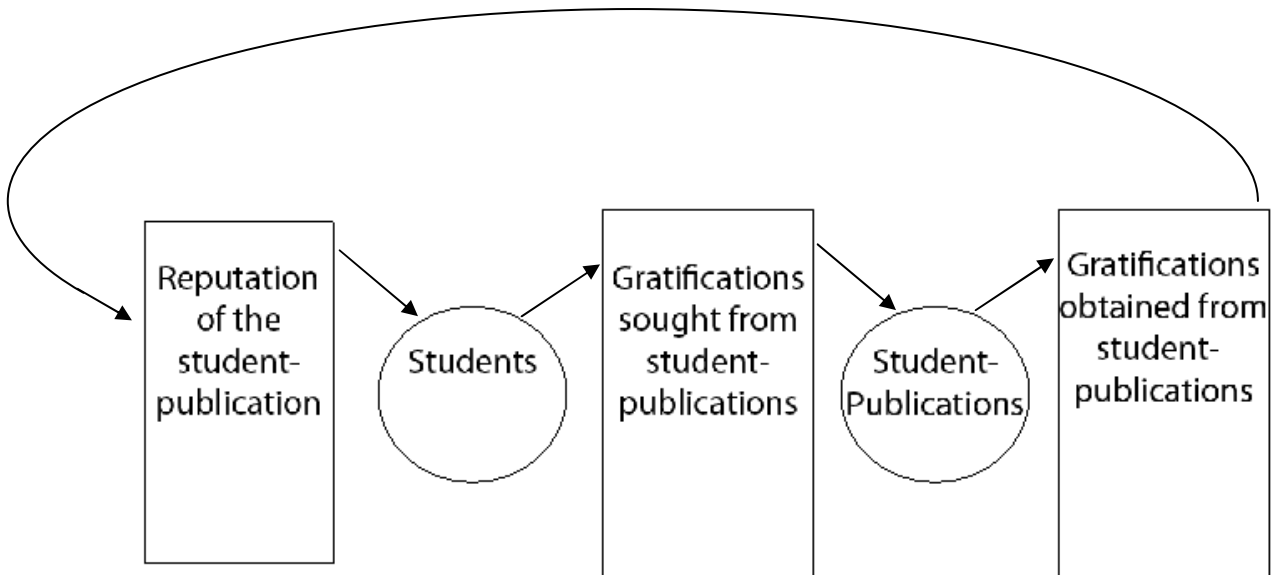 Reputation
of the
student-
publication
Students
Gratifications
sought from
student-
publications
Student-
Publications
Gratifications
obtained from
student-
publications